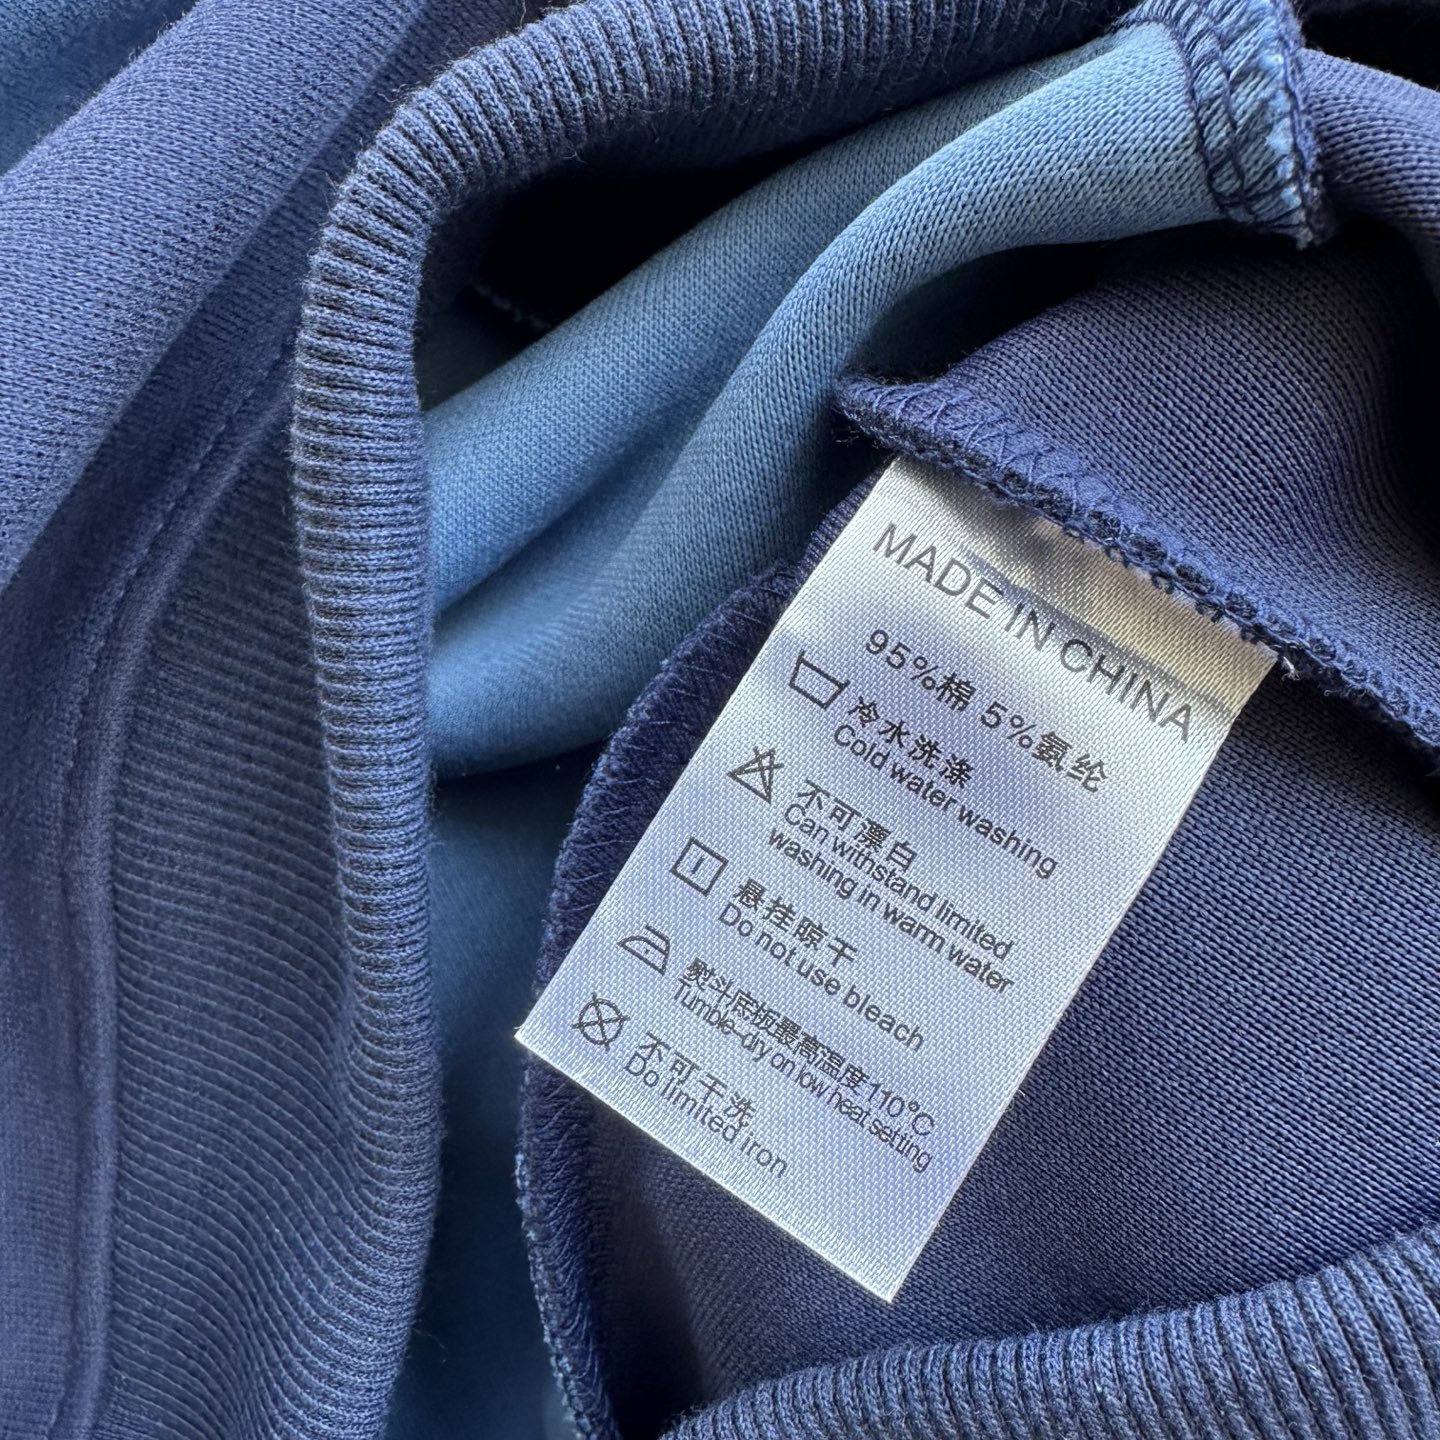 MADE IN CHINA
95%棉 5%氨纶
冷水洗涤
Cold water washing
不可漂白
Can withstand limited
washing in warm water
悬挂晾干
Do not use bleach
熨斗底板最高温度110℃
Tumble-dry on low heat setting
不可干洗
Do limited iron